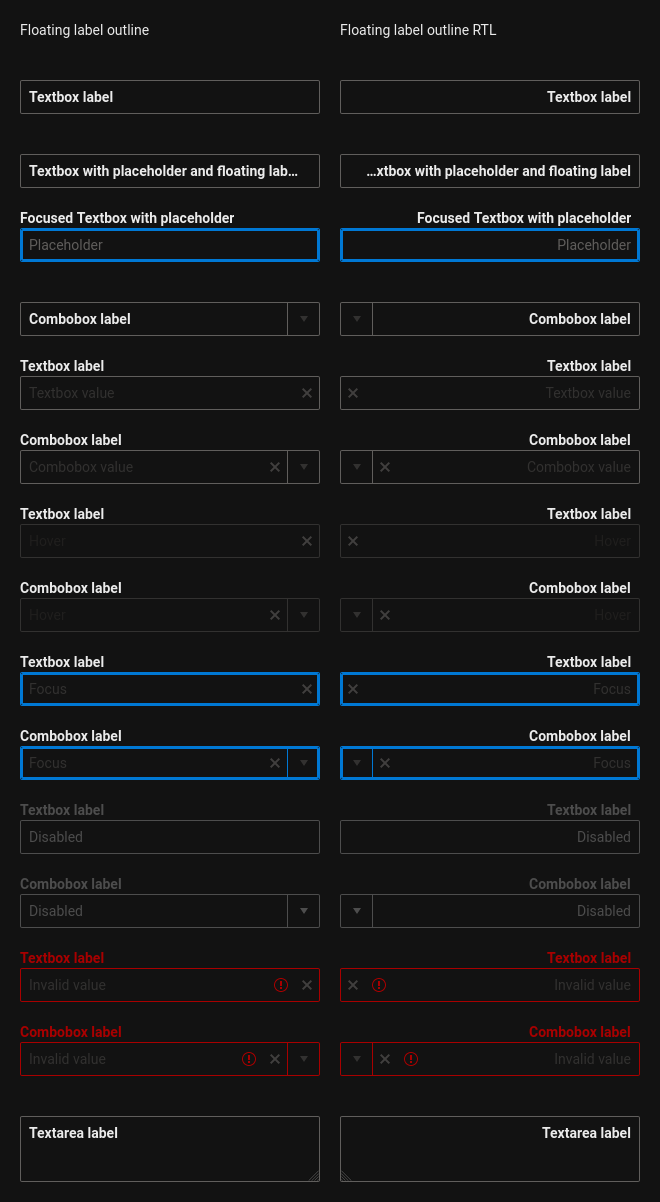 Floating label outline
Floating label outline RTL
Textbox label
Textbox label
Textbox with placeholder and floating lab...
...xtbox with placeholder and floating label
Focused Textbox with placeholder
Focused Textbox with placeholder
Placeholder
Placeholder
Combobox label
Combobox label
Textbox label
Textbox label
Textbox value
Textbox value
Combobox label
Combobox label
Combobox value
Combobox value
Textbox label
Textbox label
Hover
Hover
Combobox label
Combobox label
Hover
Hover
Textbox label
Textbox label
Focus
Focus
Combobox label
Combobox label
Focus
Focus
Textbox label
Textbox label
Disabled
Disabled
Combobox label
Combobox label
Disabled
Disabled
Textbox label
Textbox label
Invalid value
Invalid value
Combobox label
Combobox label
Invalid value
Invalid value
Textarea label
Textarea label